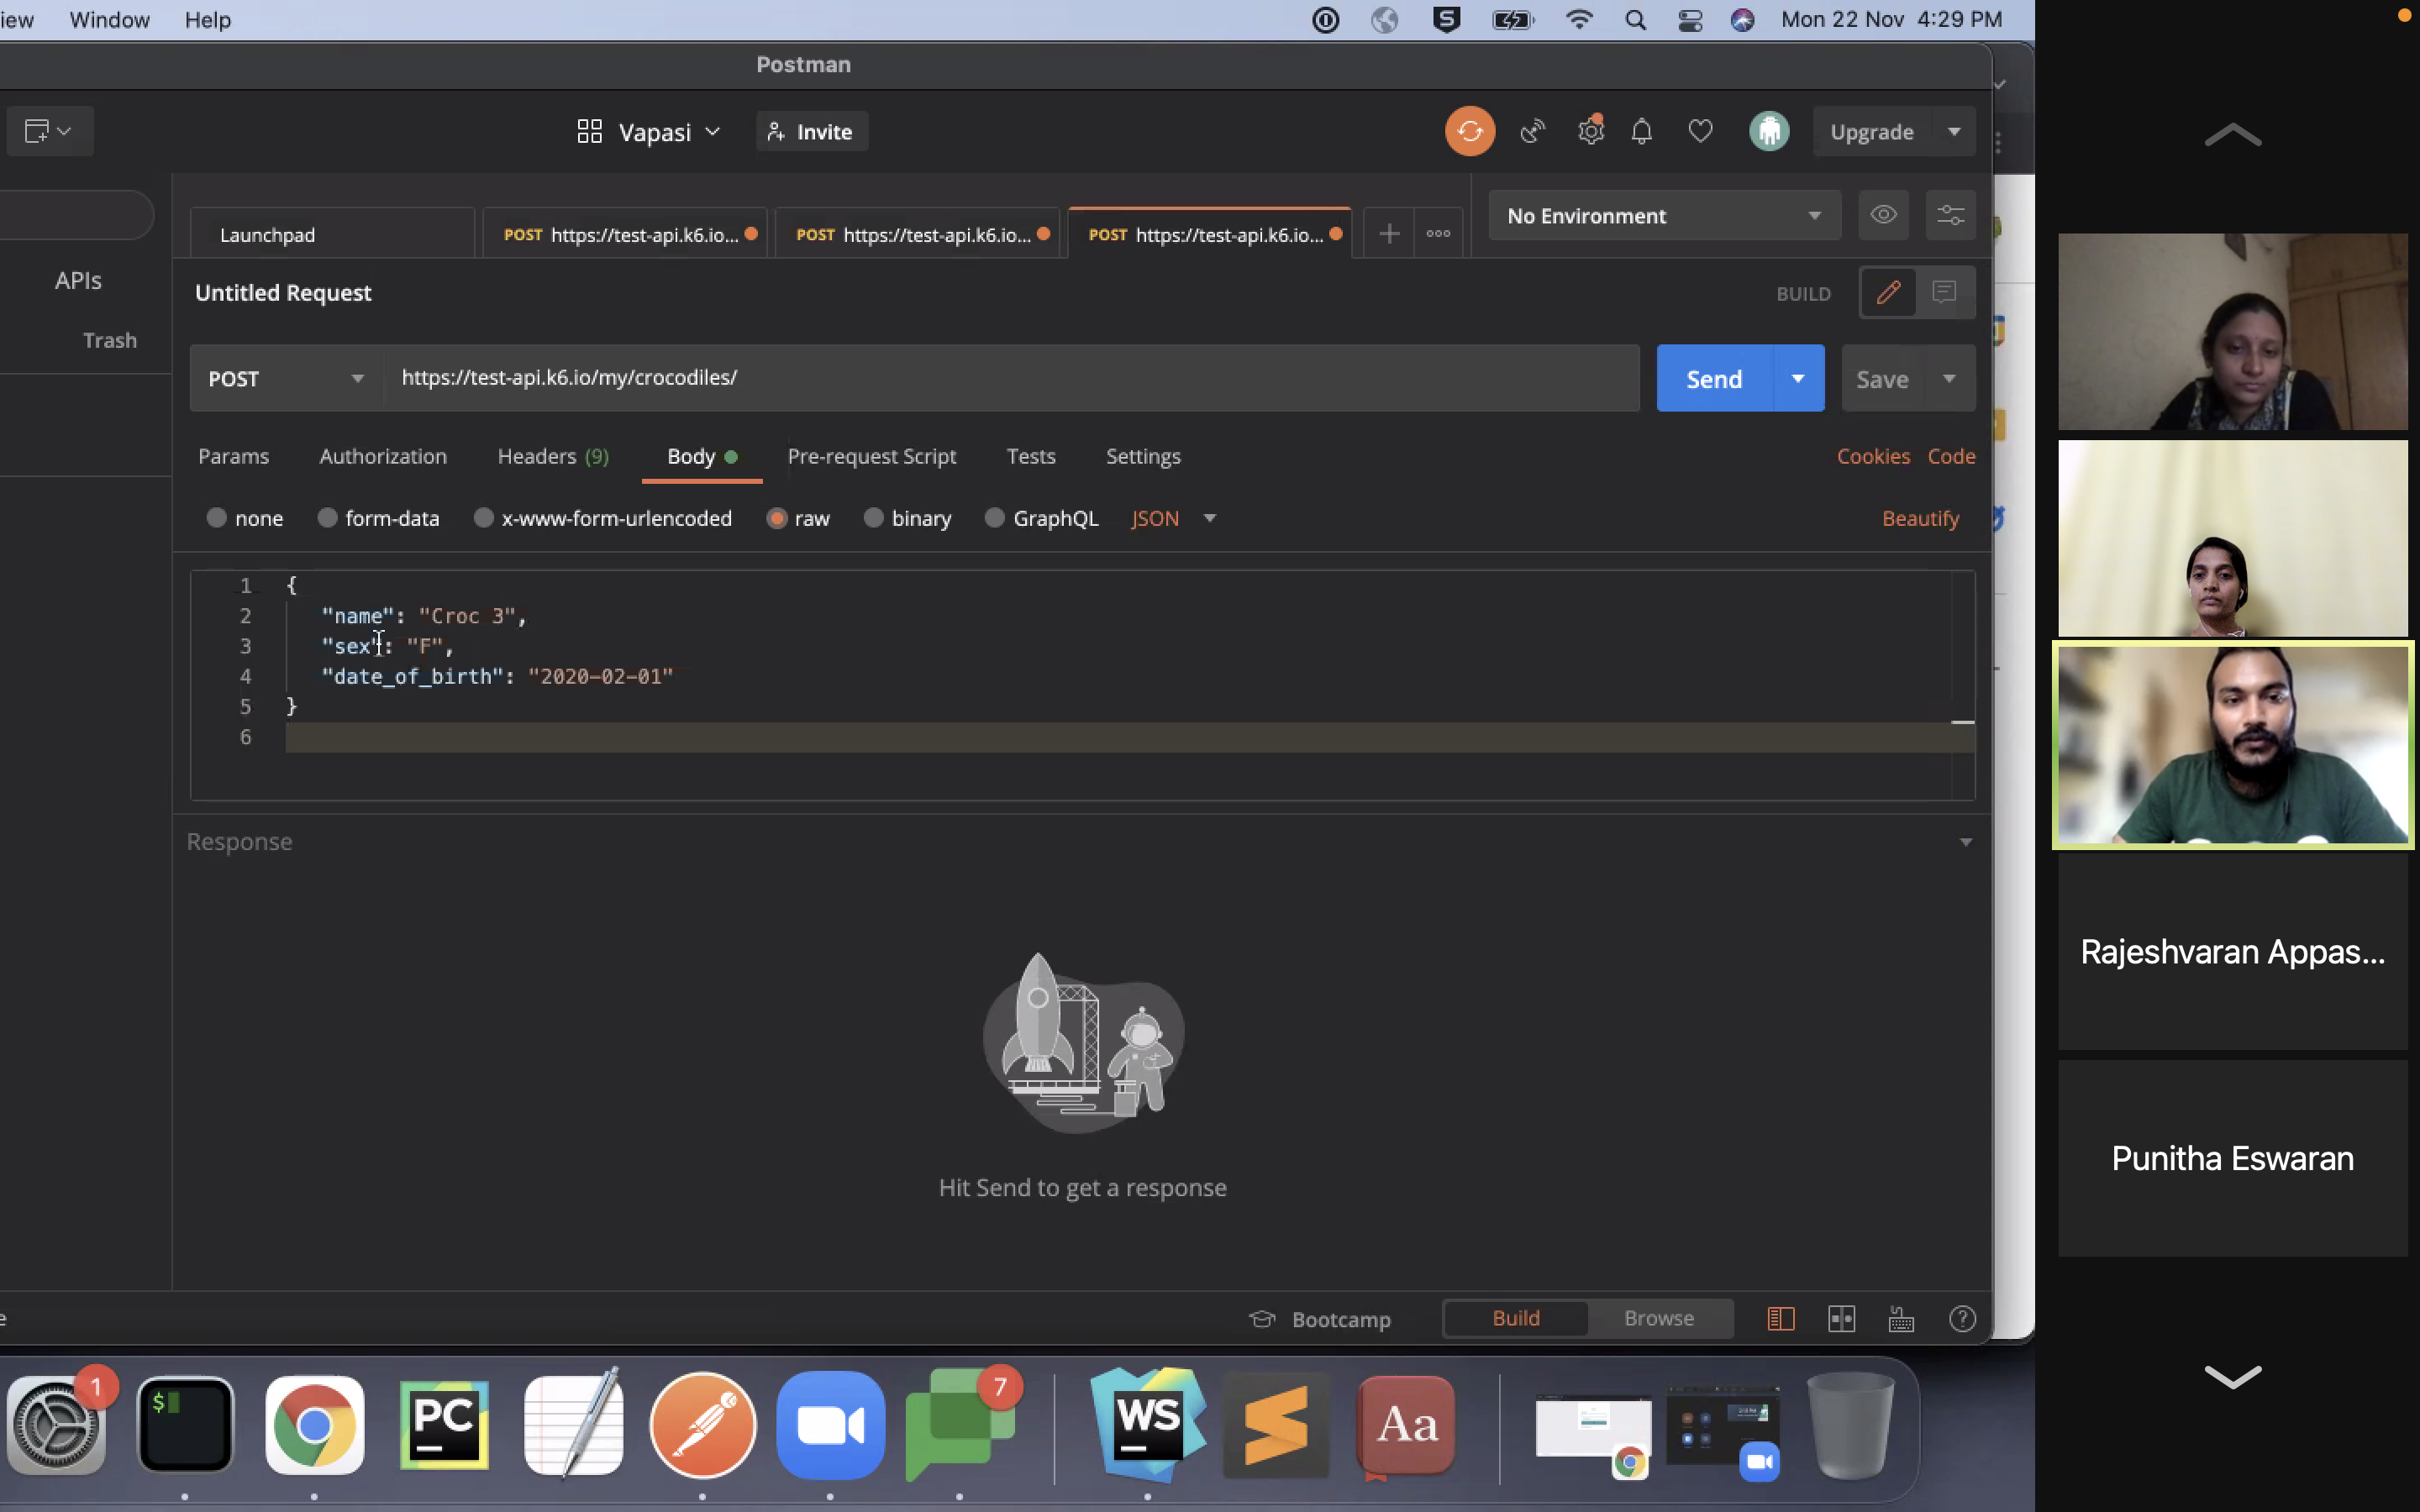 iew Window Help Mon 22 Nov 4:29 PM
Postman
Vapasi Invite Upgrade
Launchpad POST https://test-api.k6.io... POST https://test-api.k6.io... POST https://test-api.k6.io... No Environment
APIs
Untitled Request BUILD
Trash
POST https://test-api.k6.io/my/crocodiles/ Send Save
Params Authorization Headers (9) Body Pre-request Script Tests Settings Cookies Code
none form-data x-www-form-urlencoded raw binary GraphQL JSON Beautify
1 {
2 "name": "Croc 3",
3 "sex": "F",
4 "date_of_birth": "2020-02-01"
5 }
6
Response
Hit Send to get a response
e Bootcamp Build Browse
1 $ PC 7 WS Aa
Rajeshvaran Appas...
Punitha Eswaran